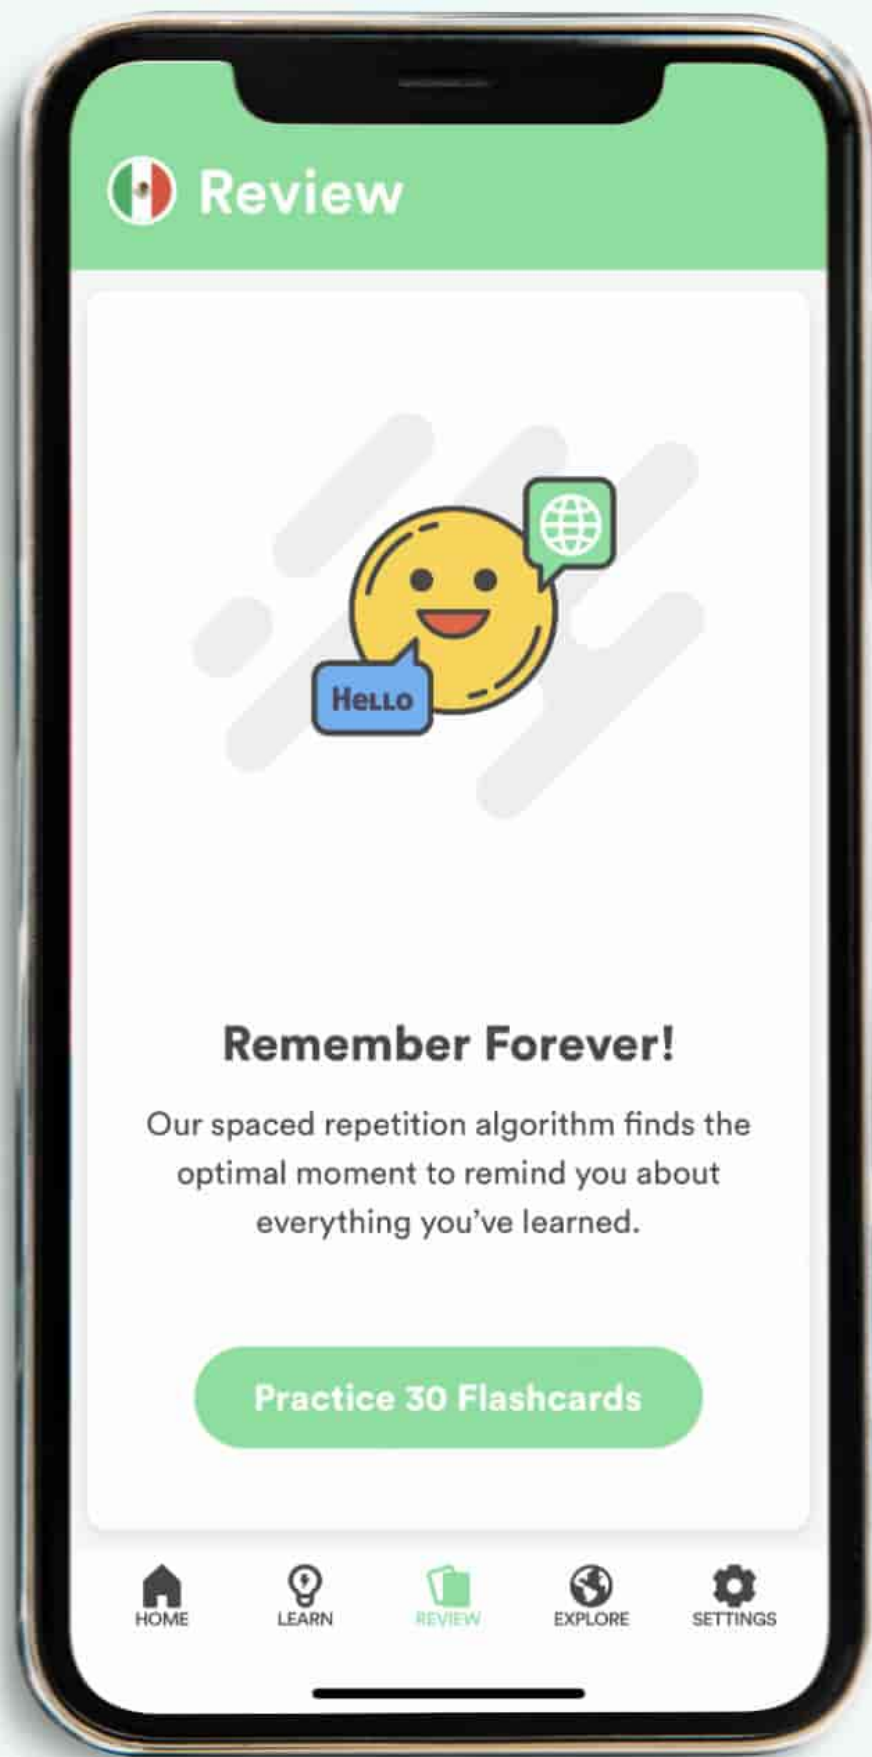 Review
HELLO
Remember Forever!
Our spaced repetition algorithm finds the
optimal moment to remind you about
everything you've learned.
Practice 30 Flashcards
HOME LEARN REVIEW EXPLORE SETTINGS